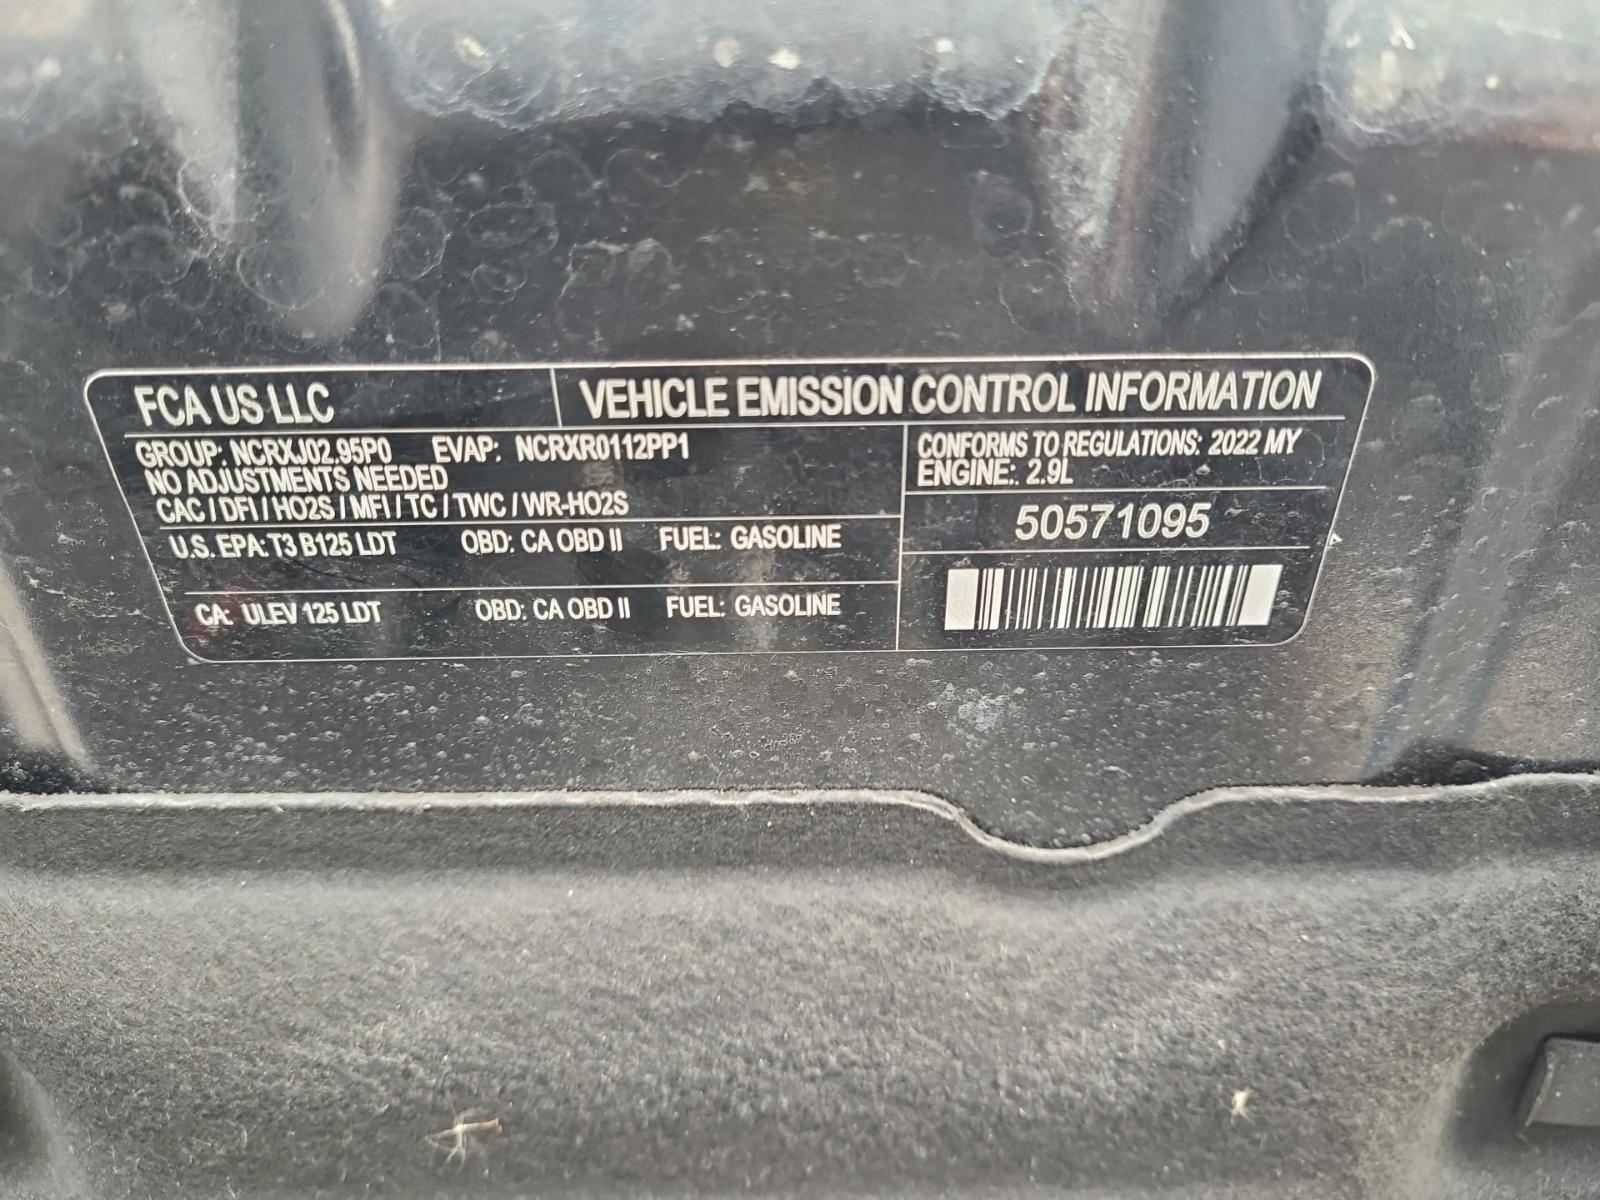 FCA US LLC
VEHICLE EMISSION CONTROL INFORMATION
GROUP: NCRXJ02.95P0 EVAP: NCRXR0112PP1
NO ADJUSTMENTS NEEDED
CAC / DFI / HO2S / MFI / TC / TWC / WR-HO2S
U.S. EPA: T3 B125 LDT OBD: CA OBD II FUEL: GASOLINE
CA: ULEV 125 LDT OBD: CA OBD II FUEL: GASOLINE
CONFORMS TO REGULATIONS: 2022 MY
ENGINE:. 2.9L
50571095